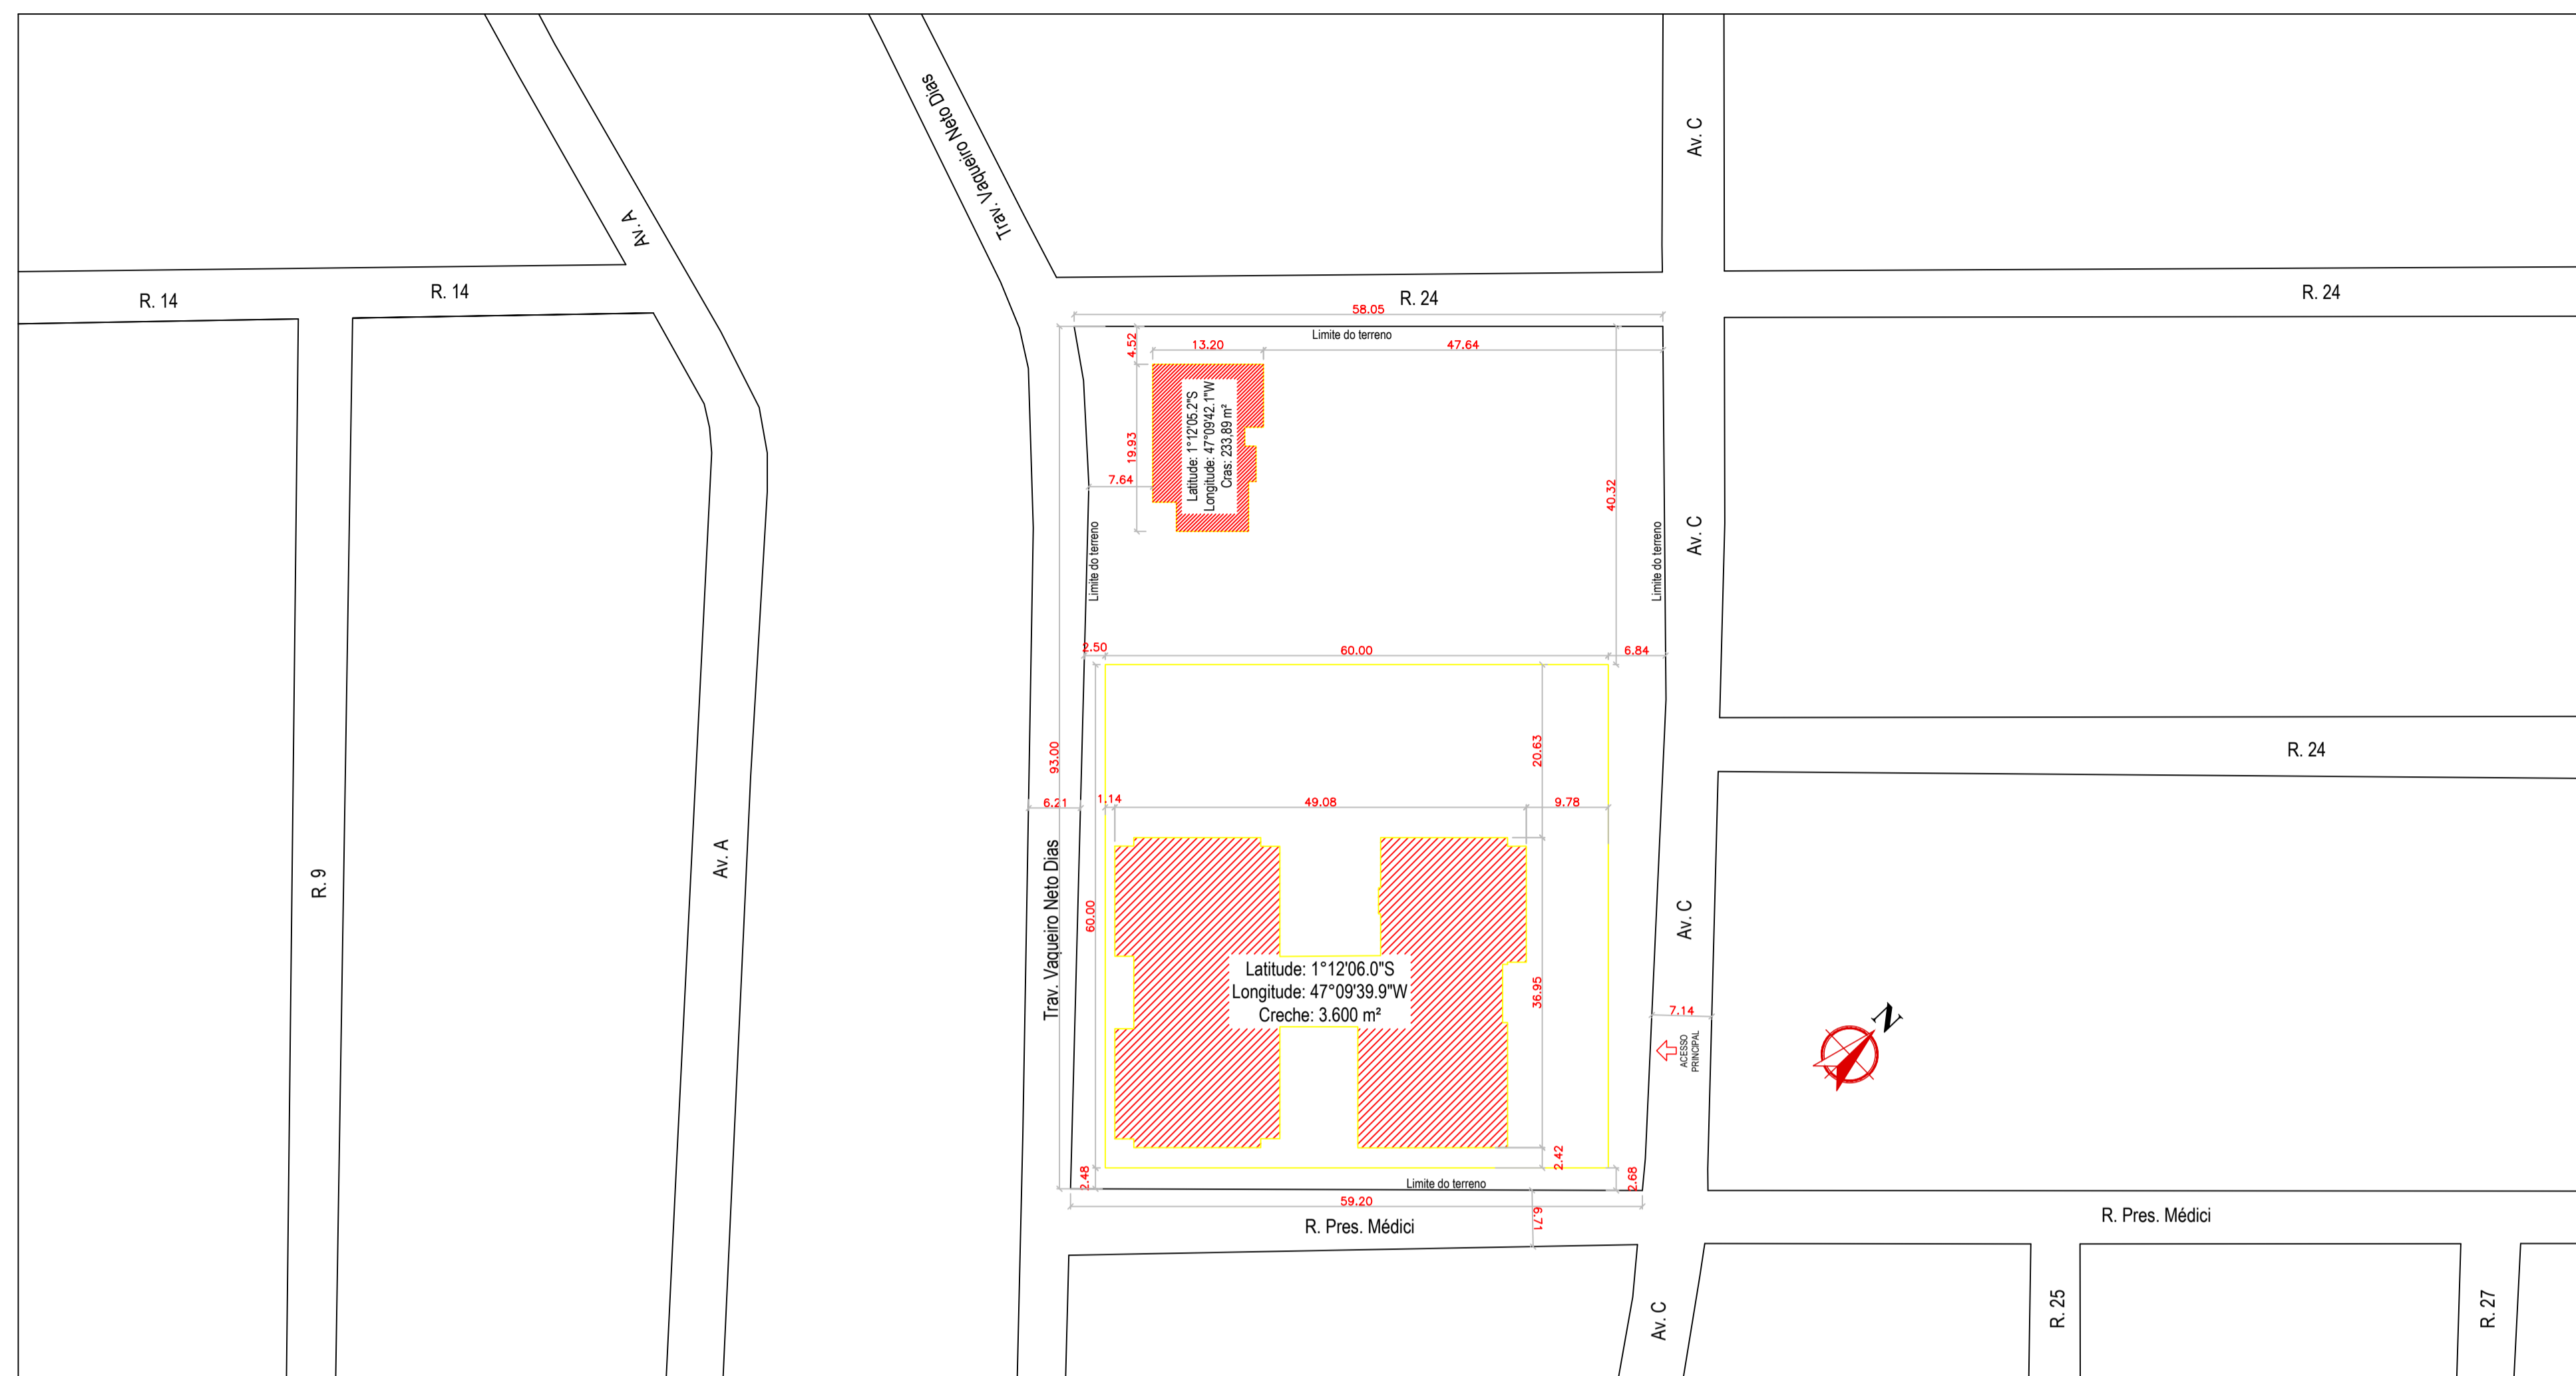 Trav. Vaqueiro Neto Dias
Av. C
Av. A
R. 14
R. 14
R. 24
R. 24
58.05
Limite do terreno
4.52
13.20
47.64
Latitude: 1°12'05.2"S
Longitude: 47°09'42.1"W
Cras: 233,89 m²
19.93
7.64
40.32
Limite do terreno
Limite do terreno
Av. C
2.50
60.00
6.84
93.00
20.63
R. 24
6.21
1.14
49.08
9.78
R. 9
Av. A
Trav. Vaqueiro Neto Dias
60.00
Av. C
Latitude: 1°12'06.0"S
Longitude: 47°09'39.9"W
Creche: 3.600 m²
36.95
7.14
ACESSO
PRINCIPAL
N
2.48
2.42
2.68
Limite do terreno
59.20
6.71
R. Pres. Médici
R. Pres. Médici
Av. C
R. 25
R. 27